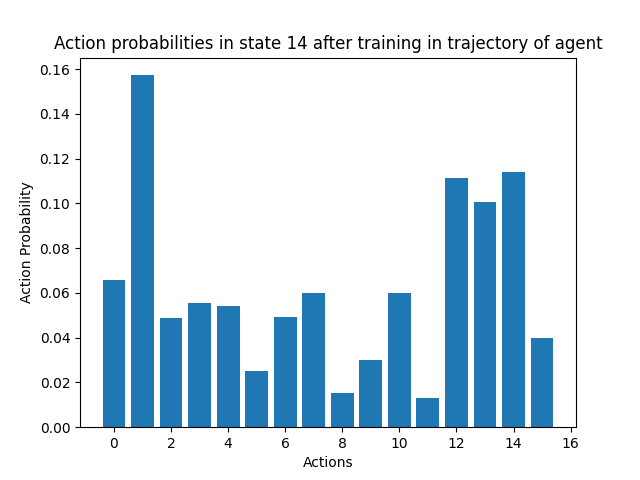 Action probabilities in state 14 after training in trajectory of agent
0.16
0.14
0.12
0.10
0.08
0.06
0.04
0.02
0.00
Action Probability
0 2 4 6 8 10 12 14 16
Actions